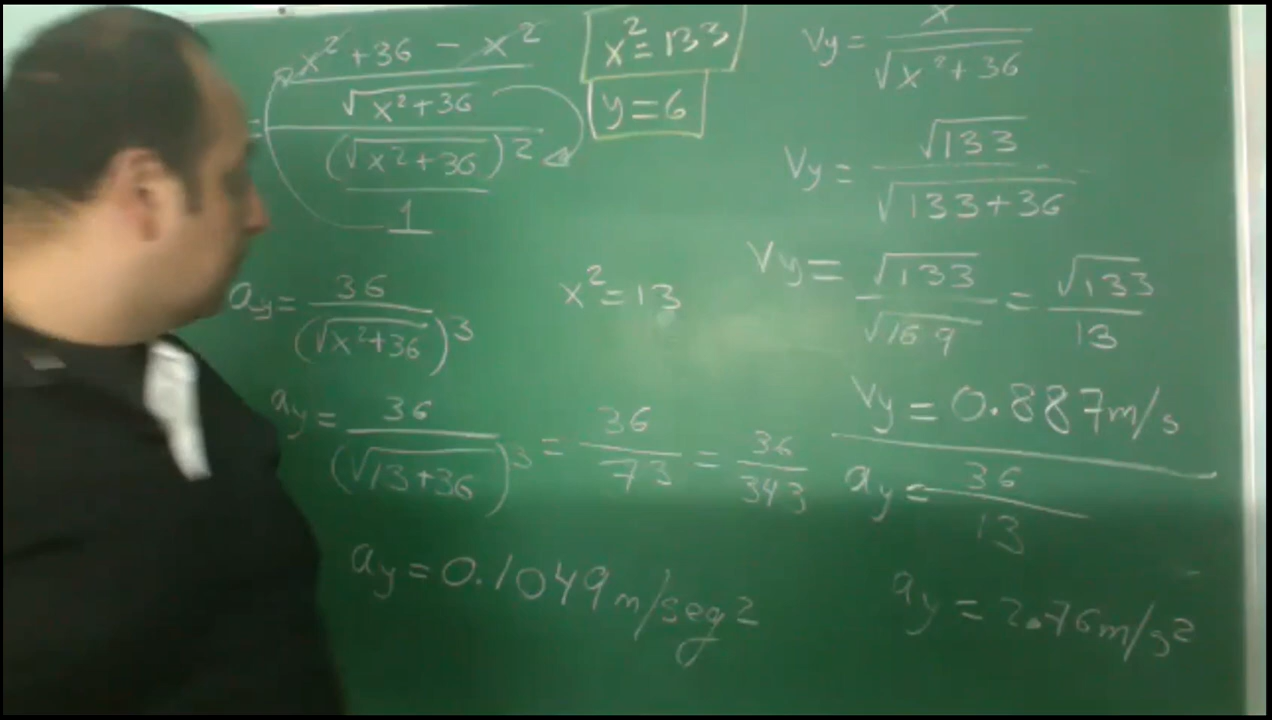 = x² + 36 - x² / √x² + 36
(√x² + 36)² / 1
ay = 36 / (√x² + 36)³
ay = 36 / (√13 + 36)³ = 36 / 73 = 36 / 343
ay = 0.1049 m/seg2
x² = 133
y = 6
x² = 13
Vy = x / √x² + 36
Vy = √133 / √133 + 36
Vy = √133 / √169 = √133 / 13
Vy = 0.887 m/s
ay = 36 / 13
ay = 2.76 m/s²